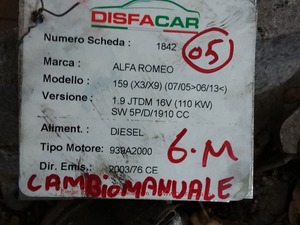 DISFACAR
Numero Scheda : 1842
05
Marca : ALFA ROMEO
Modello : 159 (X3/X9) (07/05>06/13<)
Versione : 1.9 JTDM 16V (110 KW)
SW 5P/D/1910 CC
Aliment. : DIESEL
Tipo Motore: 939A2000
6.M
Dir. Emis.: 2003/76 CE
CAMBIOMANUALE